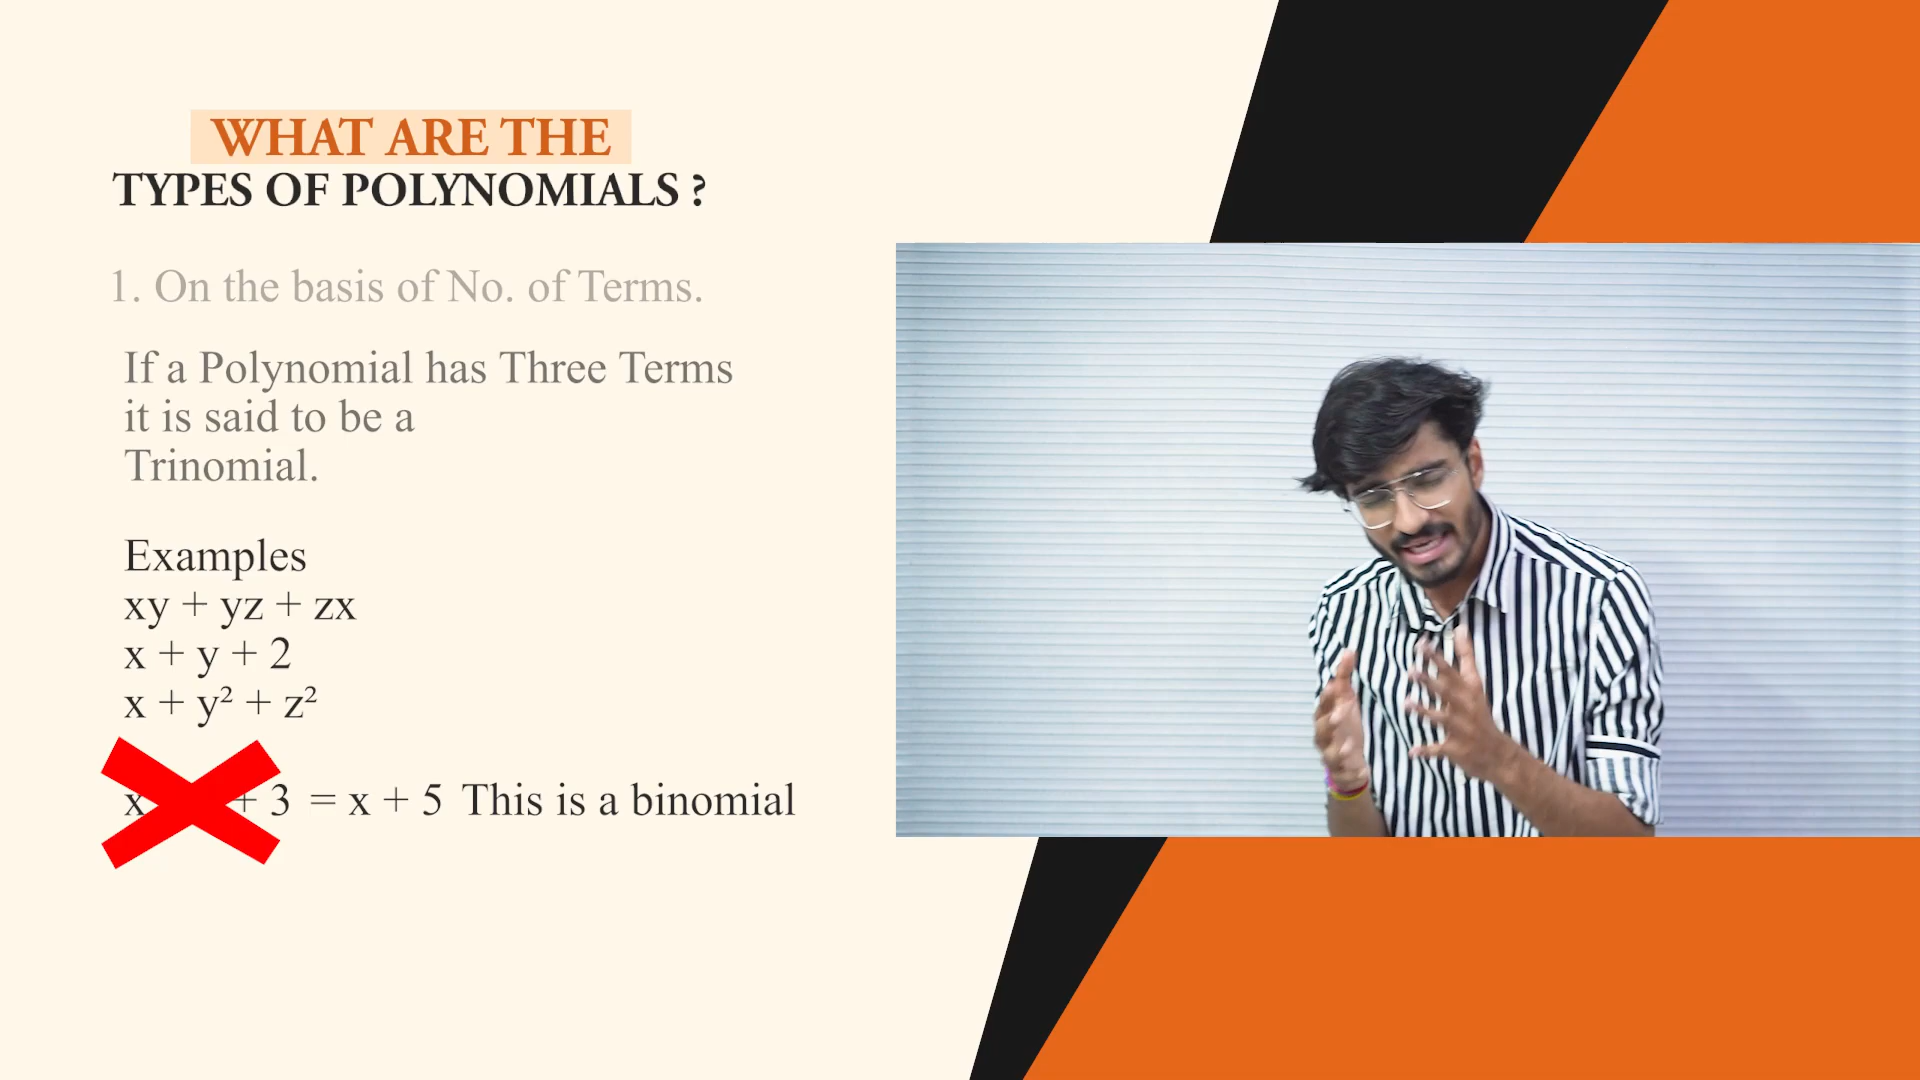 WHAT ARE THE
TYPES OF POLYNOMIALS ?
1. On the basis of No. of Terms.
If a Polynomial has Three Terms
it is said to be a
Trinomial.
Examples
xy + yz + zx
x + y + 2
x + y² + z²
x + 3 = x + 5 This is a binomial